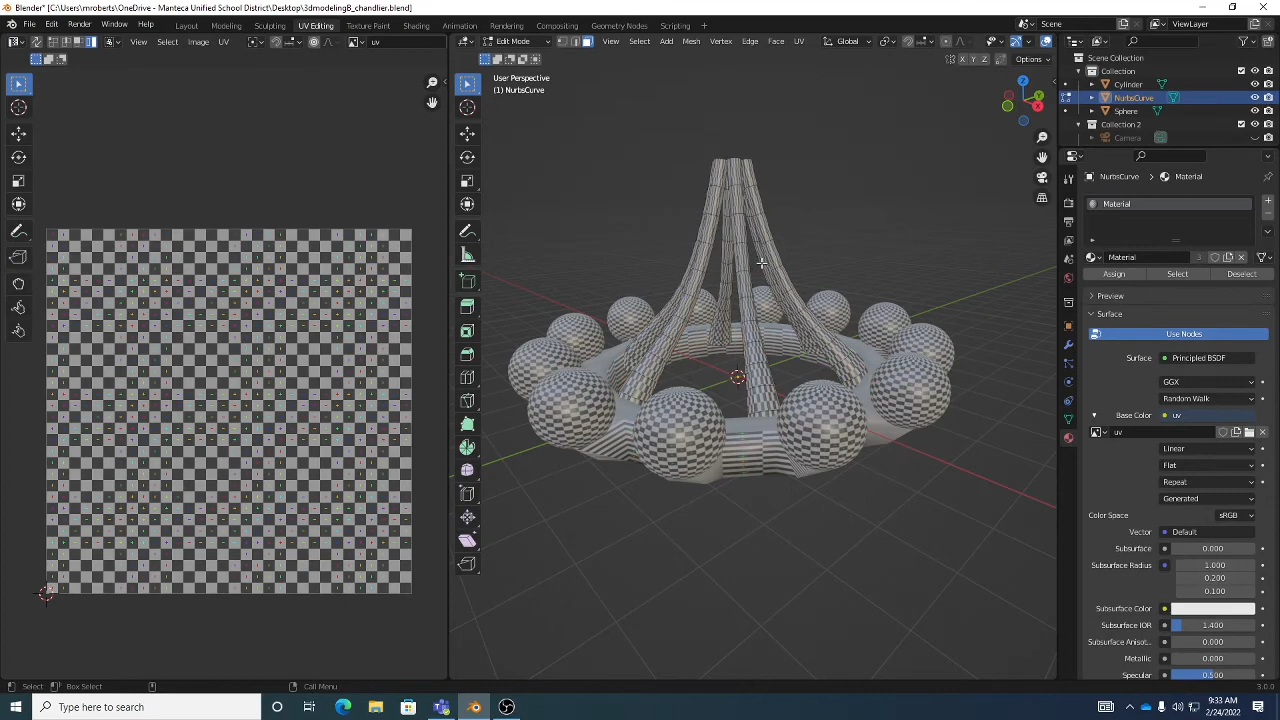 Blender* [C:\Users\mroberts\OneDrive - Manteca Unified School District\Desktop\3dmodeling8_chandler.blend]
File Edit Render Window Help Layout Modeling Sculpting UV Editing Texture Paint Shading Animation Rendering Compositing Geometry Nodes Scripting Scene ViewLayer
View Select Image UV uv Edit Mode View Select Add Mesh Vertex Edge Face UV Global
X Y Z Options
Scene Collection
Collection
User Perspective
(1) NurbsCurve
Cylinder
NurbsCurve
Sphere
Collection 2
Camera
NurbsCurve Material
Material
Material
Assign Select Deselect
Preview
Surface
Use Nodes
Surface: Principled BSDF
GGX
Random Walk
Base Color uv
uv
Linear
Flat
Repeat
Generated
Color Space sRGB
Vector Default
Subsurface 0.000
Subsurface Radius 1.000
0.200
0.100
Subsurface Color
Subsurface IOR 1.400
Subsurface Anisot.. 0.000
Metallic 0.000
Specular 0.500
Select Box Select Call Menu 3.0.0
Type here to search
9:33 AM
2/24/2022